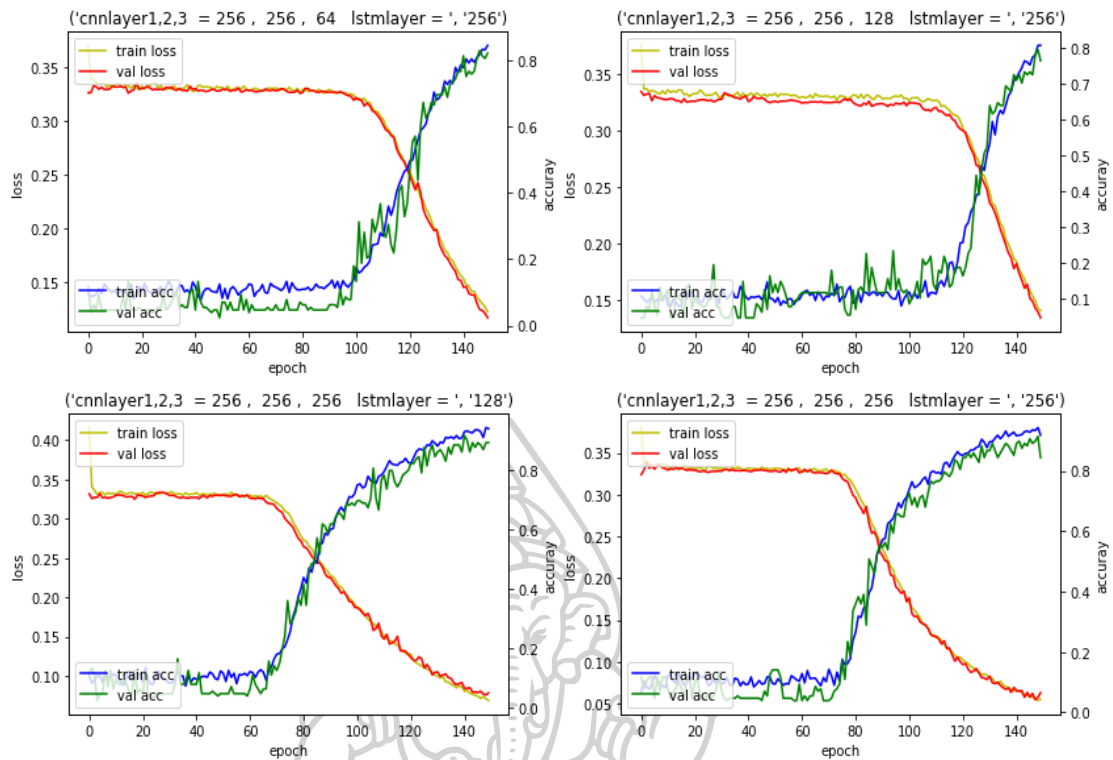 ('cnnlayer1,2,3 = 256 , 256 , 64 lstmlayer = ', '256')
train loss
val loss
train acc
val acc
0.35
0.30
0.25
0.20
0.15
0.8
0.6
0.4
0.2
0.0
loss
accuray
0 20 40 60 80 100 120 140
epoch
('cnnlayer1,2,3 = 256 , 256 , 128 lstmlayer = ', '256')
train loss
val loss
train acc
val acc
0.35
0.30
0.25
0.20
0.15
0.8
0.7
0.6
0.5
0.4
0.3
0.2
0.1
loss
accuray
0 20 40 60 80 100 120 140
epoch
('cnnlayer1,2,3 = 256 , 256 , 256 lstmlayer = ', '128')
train loss
val loss
train acc
val acc
0.40
0.35
0.30
0.25
0.20
0.15
0.10
0.8
0.6
0.4
0.2
0.0
loss
accuray
0 20 40 60 80 100 120 140
epoch
('cnnlayer1,2,3 = 256 , 256 , 256 lstmlayer = ', '256')
train loss
val loss
train acc
val acc
0.35
0.30
0.25
0.20
0.15
0.10
0.05
0.8
0.6
0.4
0.2
0.0
loss
accuray
0 20 40 60 80 100 120 140
epoch